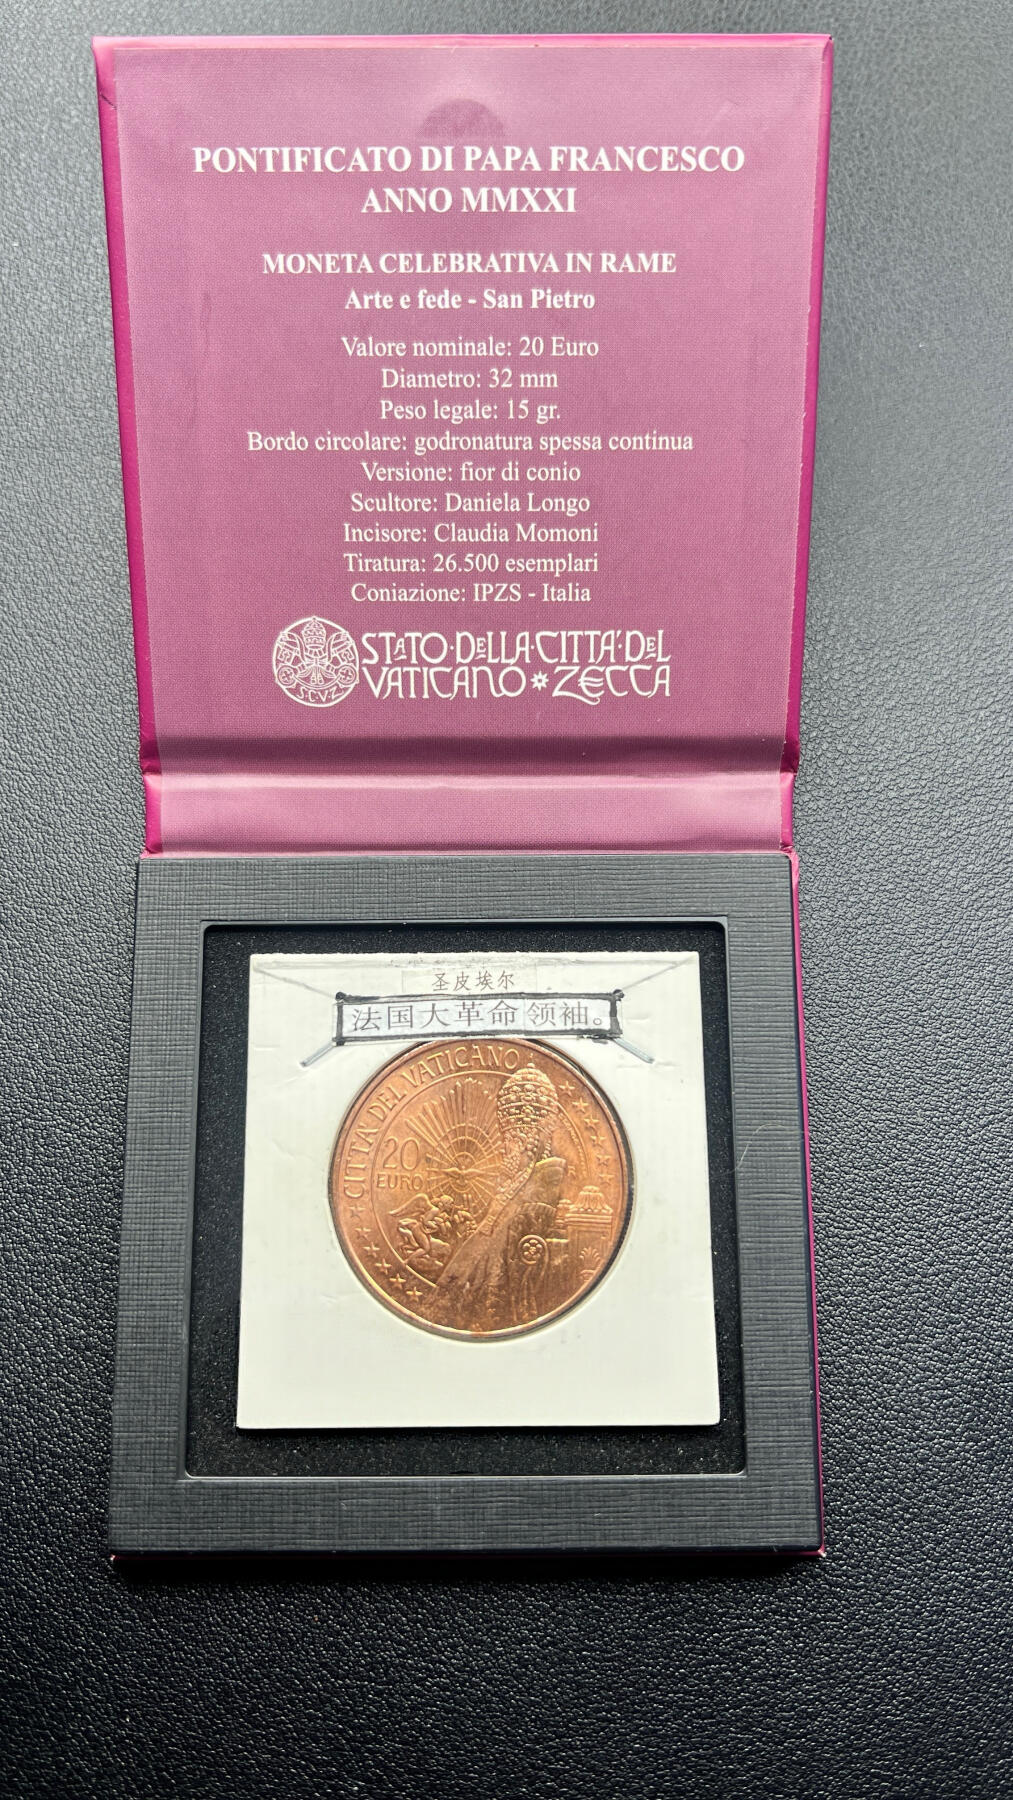 PONTIFICATO DI PAPA FRANCESCO
ANNO MMXXI
MONETA CELEBRATIVA IN RAME
Arte e fede - San Pietro
Valore nominale: 20 Euro
Diametro: 32 mm
Peso legale: 15 gr.
Bordo circolare: godronatura spessa continua
Versione: fior di conio
Scultore: Daniela Longo
Incisore: Claudia Momoni
Tiratura: 26.500 esemplari
Coniazione: IPZS - Italia
S.C.V.Z.
STATO·DELLA·CITTÀ·DEL
VATICANO*ZECCA
圣皮埃尔
法国大革命领袖。
CITTÀ DEL VATICANO
20
EURO